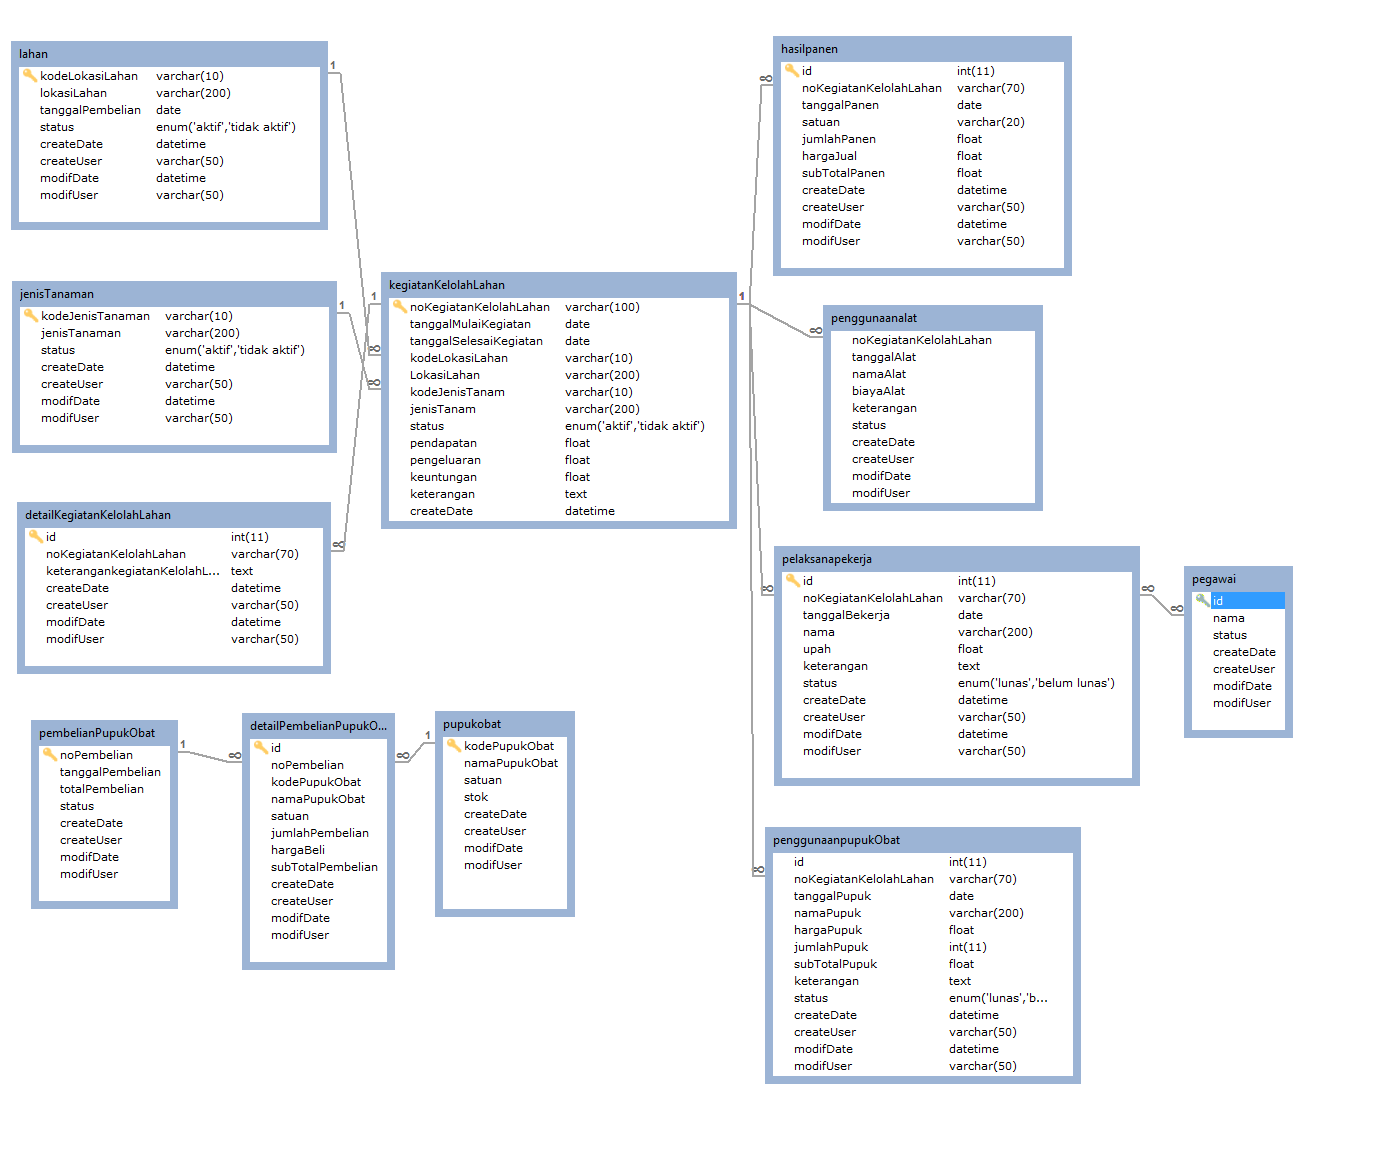 lahan
kodeLokasiLahan varchar(10)
lokasiLahan varchar(200)
tanggalPembelian date
status enum('aktif','tidak aktif')
createDate datetime
createUser varchar(50)
modifDate datetime
modifUser varchar(50)
1
∞
jenisTanaman
kodeJenisTanaman varchar(10)
jenisTanaman varchar(200)
status enum('aktif','tidak aktif')
createDate datetime
createUser varchar(50)
modifDate datetime
modifUser varchar(50)
1
∞
detailKegiatanKelolahLahan
id int(11)
noKegiatanKelolahLahan varchar(70)
keterangankegiatanKelolahL... text
createDate datetime
createUser varchar(50)
modifDate datetime
modifUser varchar(50)
∞
1
kegiatanKelolahLahan
noKegiatanKelolahLahan varchar(100)
tanggalMulaiKegiatan date
tanggalSelesaiKegiatan date
kodeLokasiLahan varchar(10)
LokasiLahan varchar(200)
kodeJenisTanam varchar(10)
jenisTanam varchar(200)
status enum('aktif','tidak aktif')
pendapatan float
pengeluaran float
keuntungan float
keterangan text
createDate datetime
1
∞
hasilpanen
id int(11)
noKegiatanKelolahLahan varchar(70)
tanggalPanen date
satuan varchar(20)
jumlahPanen float
hargaJual float
subTotalPanen float
createDate datetime
createUser varchar(50)
modifDate datetime
modifUser varchar(50)
∞
penggunaanalat
noKegiatanKelolahLahan
tanggalAlat
namaAlat
biayaAlat
keterangan
status
createDate
createUser
modifDate
modifUser
∞
pelaksanapekerja
id int(11)
noKegiatanKelolahLahan varchar(70)
tanggalBekerja date
nama varchar(200)
upah float
keterangan text
status enum('lunas','belum lunas')
createDate datetime
createUser varchar(50)
modifDate datetime
modifUser varchar(50)
∞
∞
pegawai
id
nama
status
createDate
createUser
modifDate
modifUser
pembelianPupukObat
noPembelian
tanggalPembelian
totalPembelian
status
createDate
createUser
modifDate
modifUser
1
∞
detailPembelianPupukO...
id
noPembelian
kodePupukObat
namaPupukObat
satuan
jumlahPembelian
hargaBeli
subTotalPembelian
createDate
createUser
modifDate
modifUser
∞
1
pupukobat
kodePupukObat
namaPupukObat
satuan
stok
createDate
createUser
modifDate
modifUser
∞
penggunaanpupukObat
id int(11)
noKegiatanKelolahLahan varchar(70)
tanggalPupuk date
namaPupuk varchar(200)
hargaPupuk float
jumlahPupuk int(11)
subTotalPupuk float
keterangan text
status enum('lunas','b...
createDate datetime
createUser varchar(50)
modifDate datetime
modifUser varchar(50)